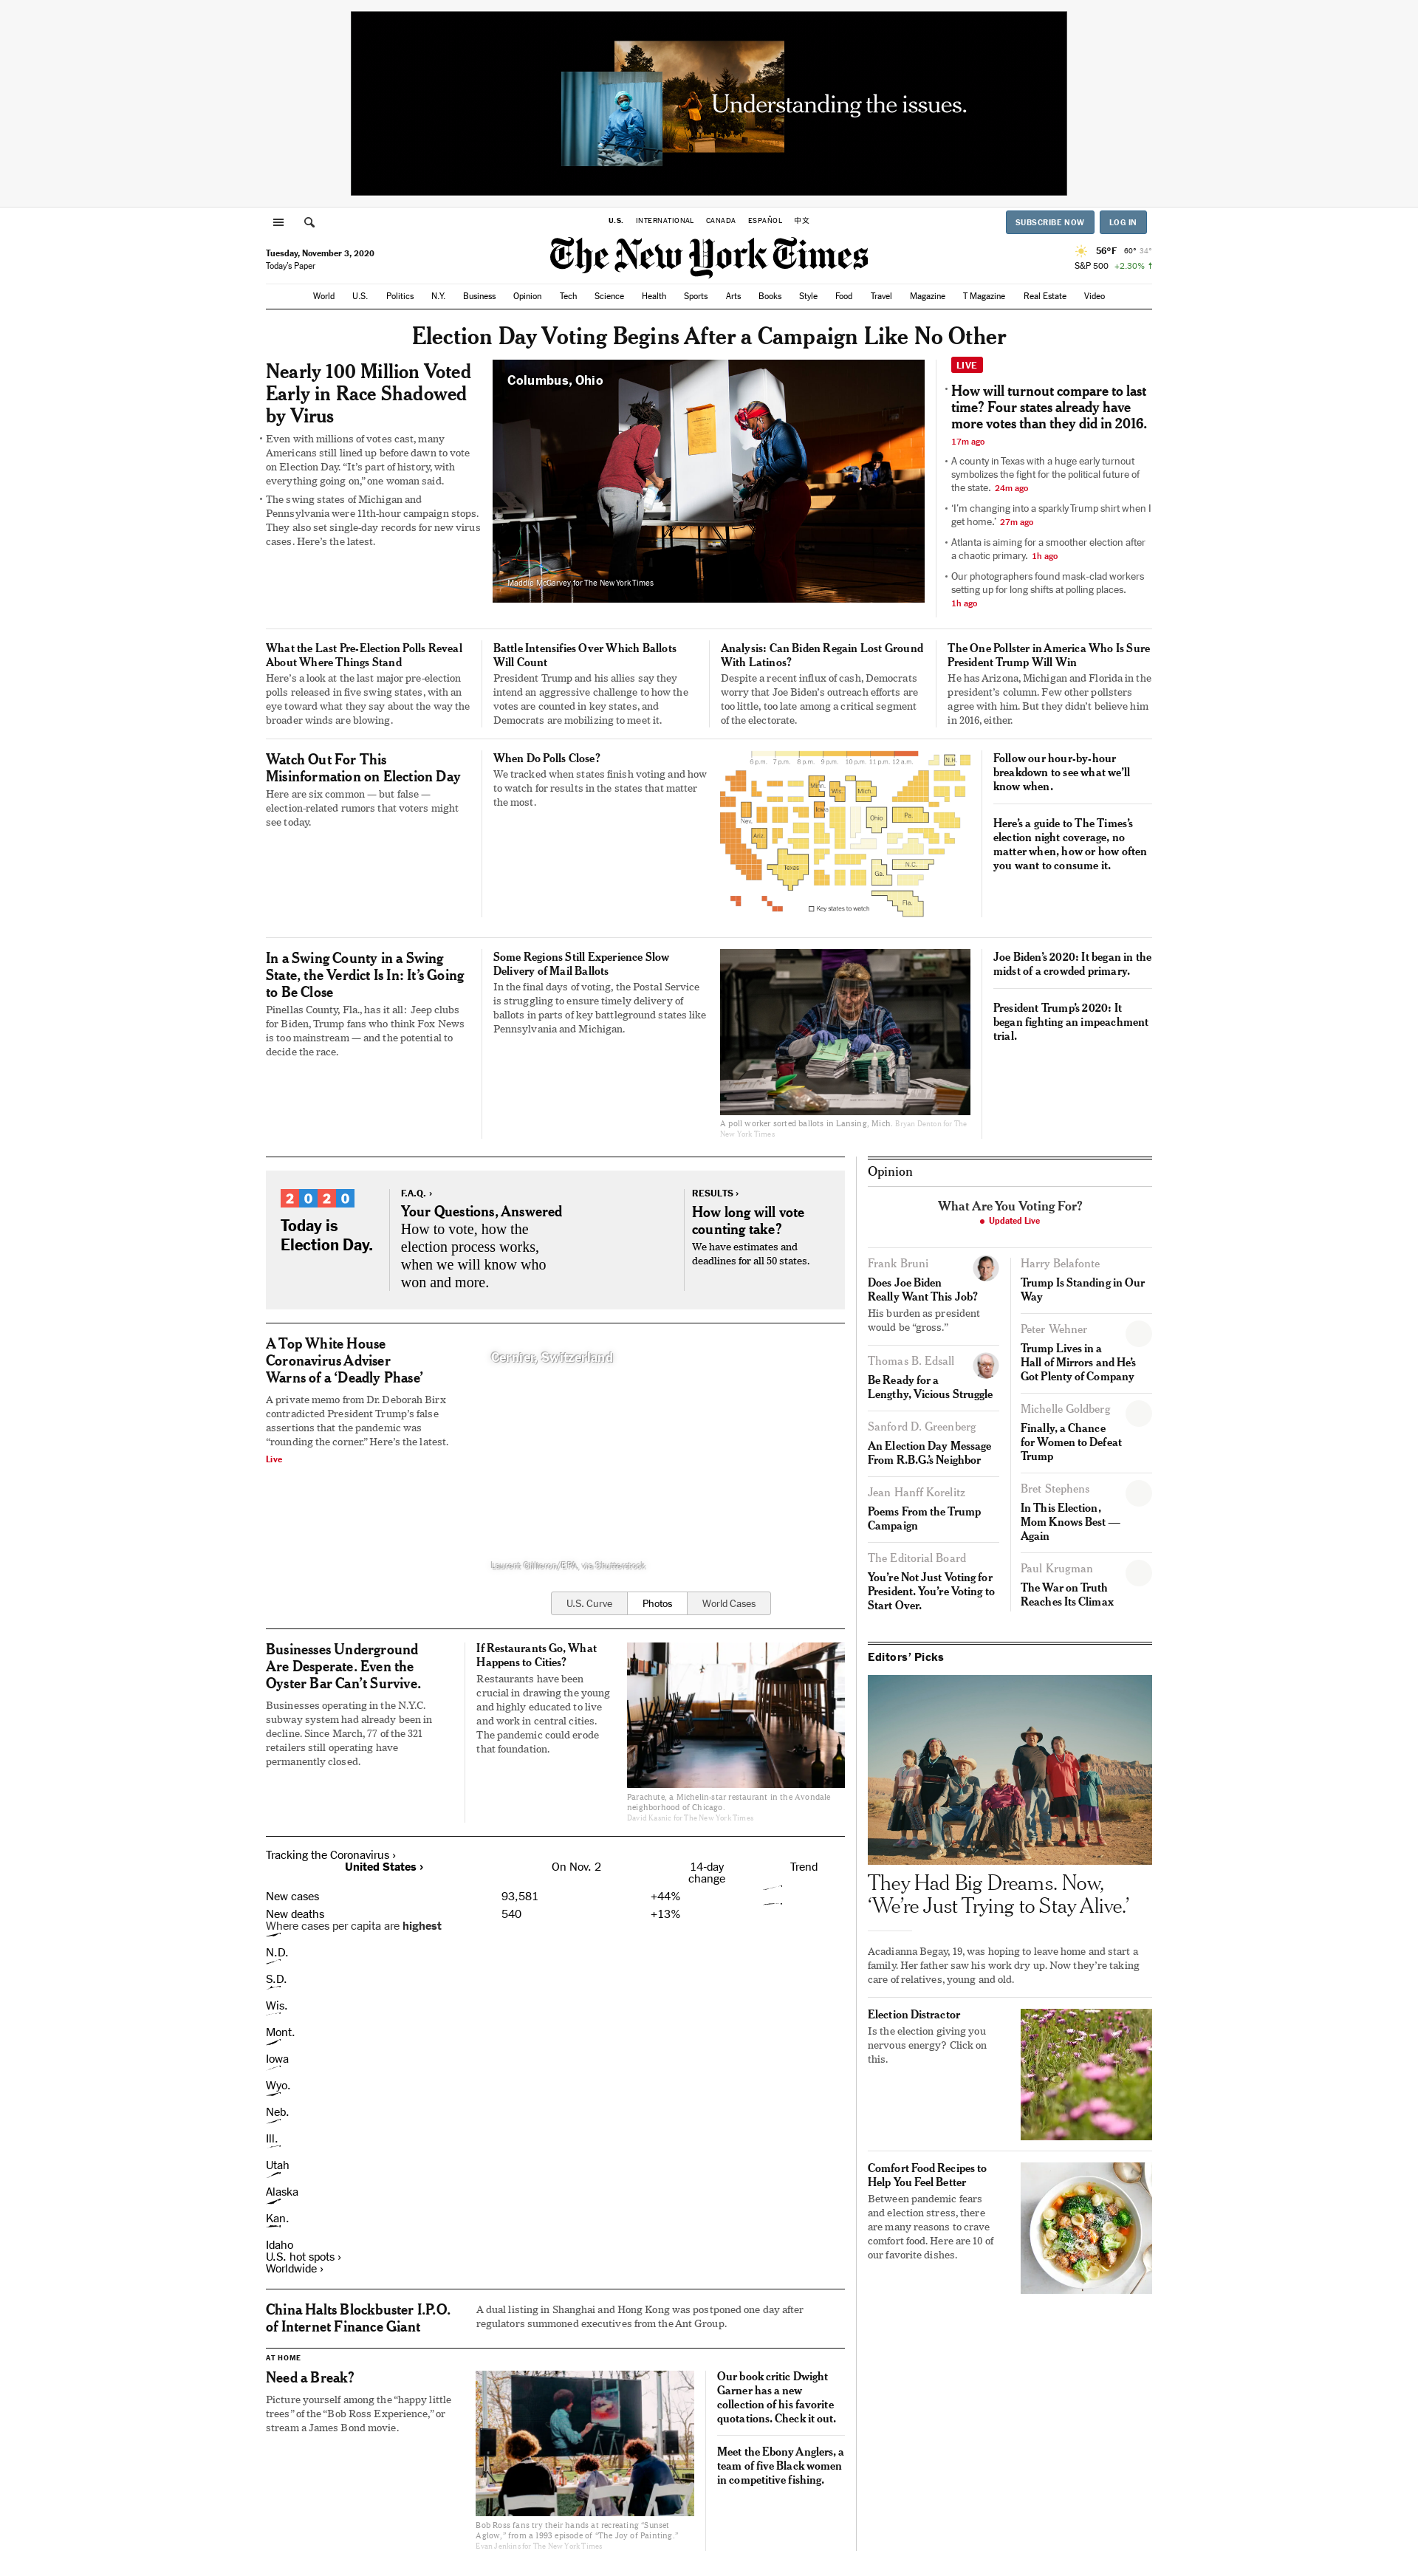 Understanding the issues.
U.S. INTERNATIONAL CANADA ESPAÑOL 中文
SUBSCRIBE NOW LOG IN
Tuesday, November 3, 2020
Today's Paper
The New York Times
56°F 60° 34°
S&P 500 +2.30% ↑
World U.S. Politics N.Y. Business Opinion Tech Science Health Sports Arts Books Style Food Travel Magazine T Magazine Real Estate Video
Election Day Voting Begins After a Campaign Like No Other
Nearly 100 Million Voted
Early in Race Shadowed
by Virus
• Even with millions of votes cast, many
Americans still lined up before dawn to vote
on Election Day. “It’s part of history, with
everything going on,” one woman said.
• The swing states of Michigan and
Pennsylvania were 11th-hour campaign stops.
They also set single-day records for new virus
cases. Here’s the latest.
Columbus, Ohio
Maddie McGarvey for The New York Times
LIVE
• How will turnout compare to last
time? Four states already have
more votes than they did in 2016.
17m ago
• A county in Texas with a huge early turnout
symbolizes the fight for the political future of
the state. 24m ago
• ‘I’m changing into a sparkly Trump shirt when I
get home.’ 27m ago
• Atlanta is aiming for a smoother election after
a chaotic primary. 1h ago
• Our photographers found mask-clad workers
setting up for long shifts at polling places.
1h ago
What the Last Pre-Election Polls Reveal
About Where Things Stand
Here’s a look at the last major pre-election
polls released in five swing states, with an
eye toward what they say about the way the
broader winds are blowing.
Battle Intensifies Over Which Ballots
Will Count
President Trump and his allies say they
intend an aggressive challenge to how the
votes are counted in key states, and
Democrats are mobilizing to meet it.
Analysis: Can Biden Regain Lost Ground
With Latinos?
Despite a recent influx of cash, Democrats
worry that Joe Biden’s outreach efforts are
too little, too late among a critical segment
of the electorate.
The One Pollster in America Who Is Sure
President Trump Will Win
He has Arizona, Michigan and Florida in the
president’s column. Few other pollsters
agree with him. But they didn’t believe him
in 2016, either.
Watch Out For This
Misinformation on Election Day
Here are six common — but false —
election-related rumors that voters might
see today.
When Do Polls Close?
We tracked when states finish voting and how
to watch for results in the states that matter
the most.
6 p.m. 7 p.m. 8 p.m. 9 p.m. 10 p.m. 11 p.m. 12 a.m.
N.H.
Minn.
Wis.
Mich.
Nev.
Iowa
Ohio
Pa.
Ariz.
N.C.
Texas
Ga.
Fla.
Key states to watch
Follow our hour-by-hour
breakdown to see what we’ll
know when.
Here’s a guide to The Times’s
election night coverage, no
matter when, how or how often
you want to consume it.
In a Swing County in a Swing
State, the Verdict Is In: It’s Going
to Be Close
Pinellas County, Fla., has it all: Jeep clubs
for Biden, Trump fans who think Fox News
is too mainstream — and the potential to
decide the race.
Some Regions Still Experience Slow
Delivery of Mail Ballots
In the final days of voting, the Postal Service
is struggling to ensure timely delivery of
ballots in parts of key battleground states like
Pennsylvania and Michigan.
A poll worker sorted ballots in Lansing, Mich. Bryan Denton for The
New York Times
Joe Biden’s 2020: It began in the
midst of a crowded primary.
President Trump’s 2020: It
began fighting an impeachment
trial.
2020
Today is
Election Day.
F.A.Q. ›
Your Questions, Answered
How to vote, how the
election process works,
when we will know who
won and more.
RESULTS ›
How long will vote
counting take?
We have estimates and
deadlines for all 50 states.
A Top White House
Coronavirus Adviser
Warns of a ‘Deadly Phase’
A private memo from Dr. Deborah Birx
contradicted President Trump’s false
assertions that the pandemic was
“rounding the corner.” Here’s the latest.
Live
Cernier, Switzerland
Laurent Gillieron/EPA, via Shutterstock
U.S. Curve Photos World Cases
Businesses Underground
Are Desperate. Even the
Oyster Bar Can’t Survive.
Businesses operating in the N.Y.C.
subway system had already been in
decline. Since March, 77 of the 321
retailers still operating have
permanently closed.
If Restaurants Go, What
Happens to Cities?
Restaurants have been
crucial in drawing the young
and highly educated to live
and work in central cities.
The pandemic could erode
that foundation.
Parachute, a Michelin-star restaurant in the Avondale
neighborhood of Chicago.
David Kasnic for The New York Times
Tracking the Coronavirus ›
United States › On Nov. 2 14-day
change Trend
New cases 93,581 +44%
New deaths 540 +13%
Where cases per capita are highest
N.D.
S.D.
Wis.
Mont.
Iowa
Wyo.
Neb.
Ill.
Utah
Alaska
Kan.
Idaho
U.S. hot spots ›
Worldwide ›
China Halts Blockbuster I.P.O.
of Internet Finance Giant
A dual listing in Shanghai and Hong Kong was postponed one day after
regulators summoned executives from the Ant Group.
AT HOME
Need a Break?
Picture yourself among the “happy little
trees” of the “Bob Ross Experience,” or
stream a James Bond movie.
Bob Ross fans try their hands at recreating “Sunset
Aglow,” from a 1993 episode of “The Joy of Painting.”
Evan Jenkins for The New York Times
Our book critic Dwight
Garner has a new
collection of his favorite
quotations. Check it out.
Meet the Ebony Anglers, a
team of five Black women
in competitive fishing.
Opinion
What Are You Voting For?
● Updated Live
Frank Bruni
Does Joe Biden
Really Want This Job?
His burden as president
would be “gross.”
Thomas B. Edsall
Be Ready for a
Lengthy, Vicious Struggle
Sanford D. Greenberg
An Election Day Message
From R.B.G.’s Neighbor
Jean Hanff Korelitz
Poems From the Trump
Campaign
The Editorial Board
You’re Not Just Voting for
President. You’re Voting to
Start Over.
Harry Belafonte
Trump Is Standing in Our
Way
Peter Wehner
Trump Lives in a
Hall of Mirrors and He’s
Got Plenty of Company
Michelle Goldberg
Finally, a Chance
for Women to Defeat
Trump
Bret Stephens
In This Election,
Mom Knows Best —
Again
Paul Krugman
The War on Truth
Reaches Its Climax
Editors’ Picks
They Had Big Dreams. Now,
‘We’re Just Trying to Stay Alive.’
Acadianna Begay, 19, was hoping to leave home and start a
family. Her father saw his work dry up. Now they’re taking
care of relatives, young and old.
Election Distractor
Is the election giving you
nervous energy? Click on
this.
Comfort Food Recipes to
Help You Feel Better
Between pandemic fears
and election stress, there
are many reasons to crave
comfort food. Here are 10 of
our favorite dishes.